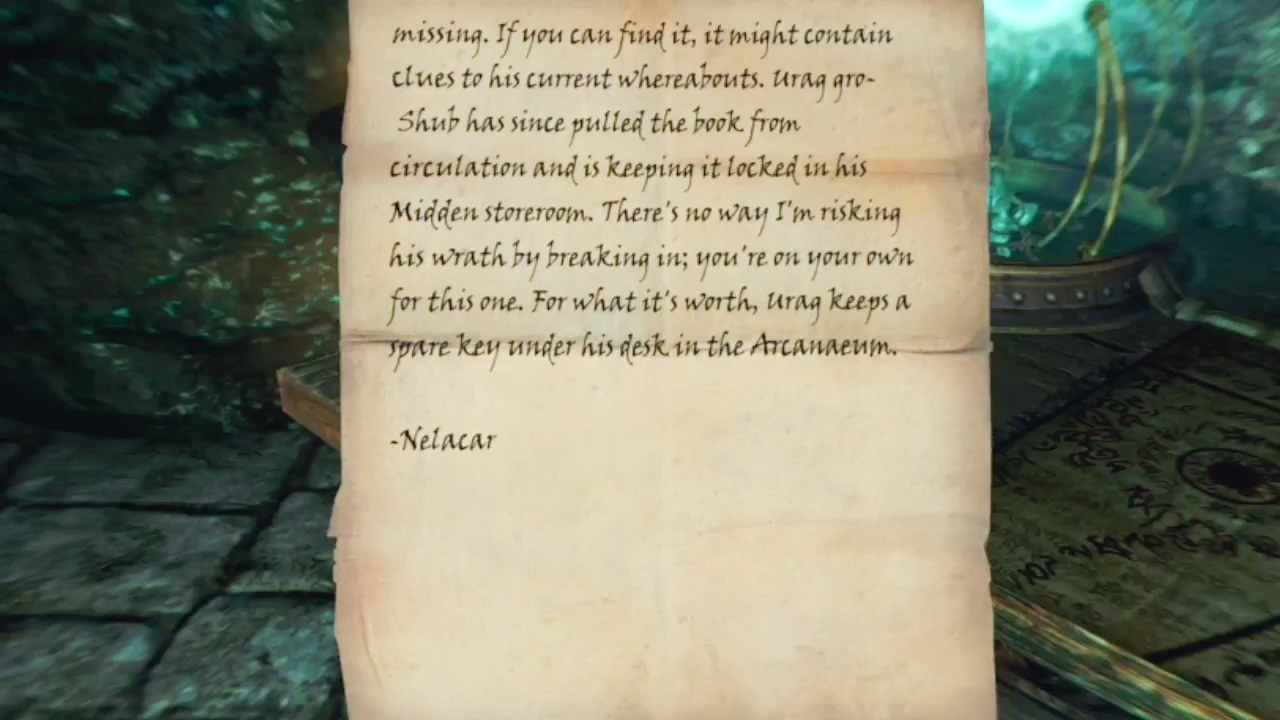 missing. If you can find it, it might contain
clues to his current whereabouts. Urag gro-
Shub has since pulled the book from
circulation and is keeping it locked in his
Midden storeroom. There's no way I'm risking
his wrath by breaking in; you're on your own
for this one. For what it's worth, Urag keeps a
spare key under his desk in the Arcanaeum.
-Nelacar